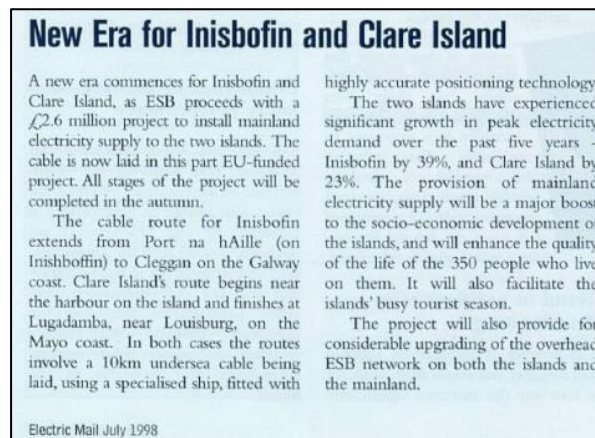 New Era for Inisbofin and Clare Island
A new era commences for Inisbofin and
Clare Island, as ESB proceeds with a
£2.6 million project to install mainland
electricity supply to the two islands. The
cable is now laid in this part EU-funded
project. All stages of the project will be
completed in the autumn.
The cable route for Inisbofin
extends from Port na hAille (on
Inishboffin) to Cleggan on the Galway
coast. Clare Island's route begins near
the harbour on the island and finishes at
Lugadamba, near Louisburg, on the
Mayo coast. In both cases the routes
involve a 10km undersea cable being
laid, using a specialised ship, fitted with
highly accurate positioning technology
The two islands have experienced
significant growth in peak electricity
demand over the past five years -
Inisbofin by 39%, and Clare Island by
23%. The provision of mainland
electricity supply will be a major boost
to the socio-economic development of
the islands, and will enhance the quality
of the life of the 350 people who live
on them. It will also facilitate the
islands' busy tourist season.
The project will also provide for
considerable upgrading of the overhead
ESB network on both the islands and
the mainland.
Electric Mail July 1998